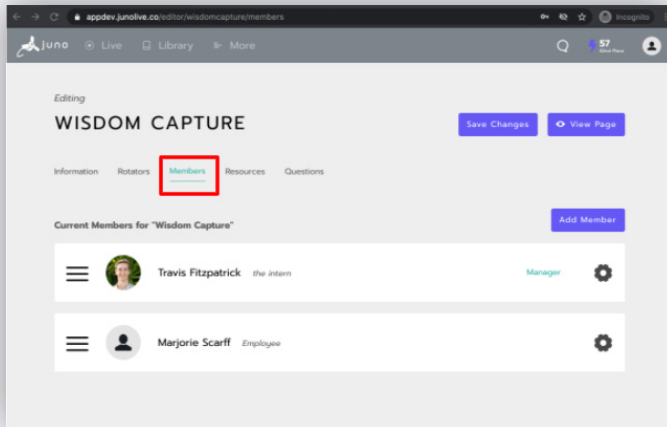 appdev.junolive.co/editor/wisdomcapture/members
Incognito
juno Live Library More
57
Editing
WISDOM CAPTURE
Save Changes
View Page
Information Rotators Members Resources Questions
Current Members for "Wisdom Capture"
Add Member
Travis Fitzpatrick the intern Manager
Marjorie Scarff Employee